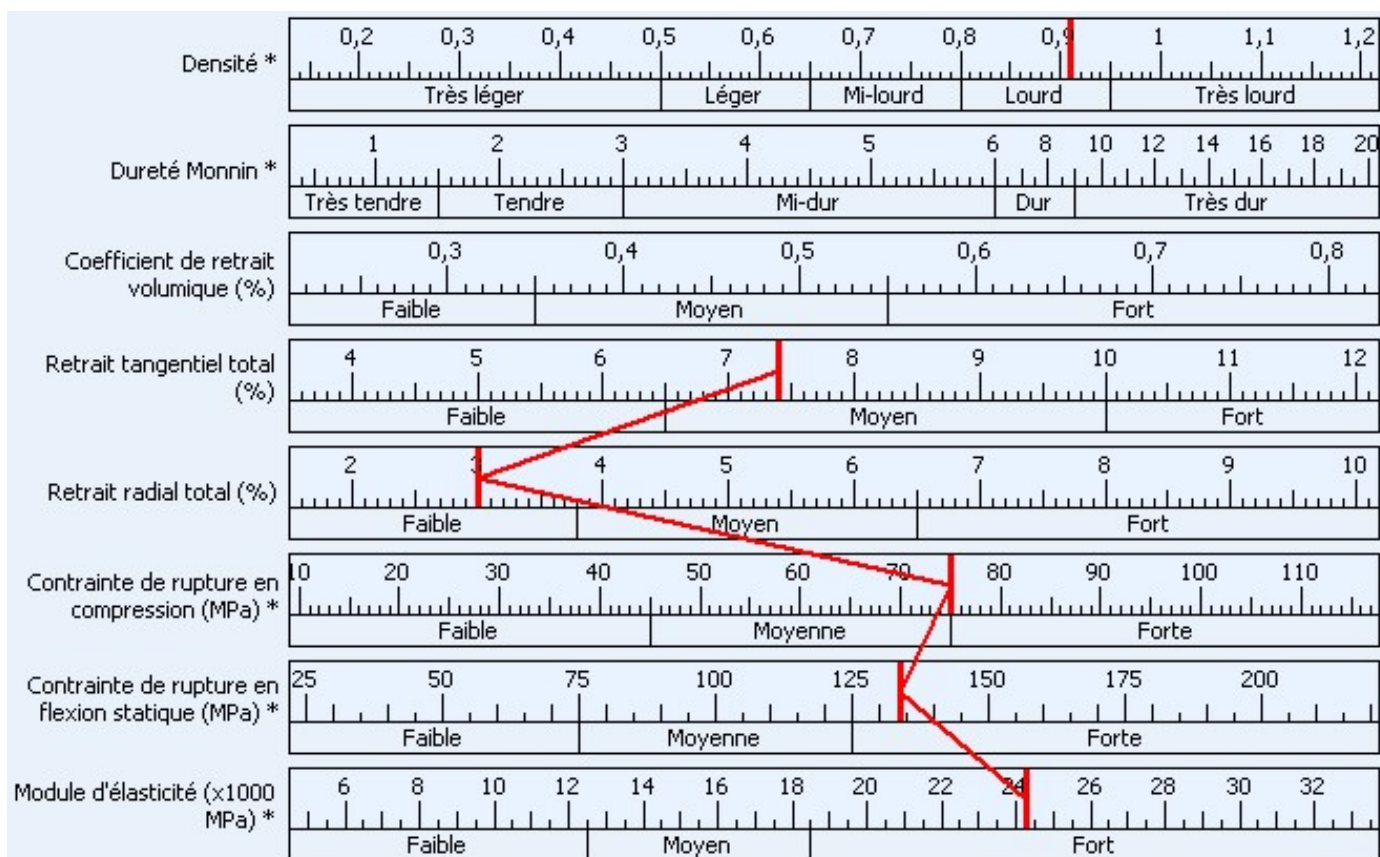 0,2 0,3 0,4 0,5 0,6 0,7 0,8 0,9 1 1,1 1,2
Densité *
Très léger Léger Mi-lourd Lourd Très lourd
1 2 3 4 5 6 8 10 12 14 16 18 20
Dureté Monnin *
Très tendre Tendre Mi-dur Dur Très dur
0,3 0,4 0,5 0,6 0,7 0,8
Coefficient de retrait
volumique (%)
Faible Moyen Fort
4 5 6 7 8 9 10 11 12
Retrait tangentiel total
(%)
Faible Moyen Fort
2 3 4 5 6 7 8 9 10
Retrait radial total (%)
Faible Moyen Fort
10 20 30 40 50 60 70 80 90 100 110
Contrainte de rupture en
compression (MPa) *
Faible Moyenne Forte
25 50 75 100 125 150 175 200
Contrainte de rupture en
flexion statique (MPa) *
Faible Moyenne Forte
6 8 10 12 14 16 18 20 22 24 26 28 30 32
Module d'élasticité (x1000
MPa) *
Faible Moyen Fort